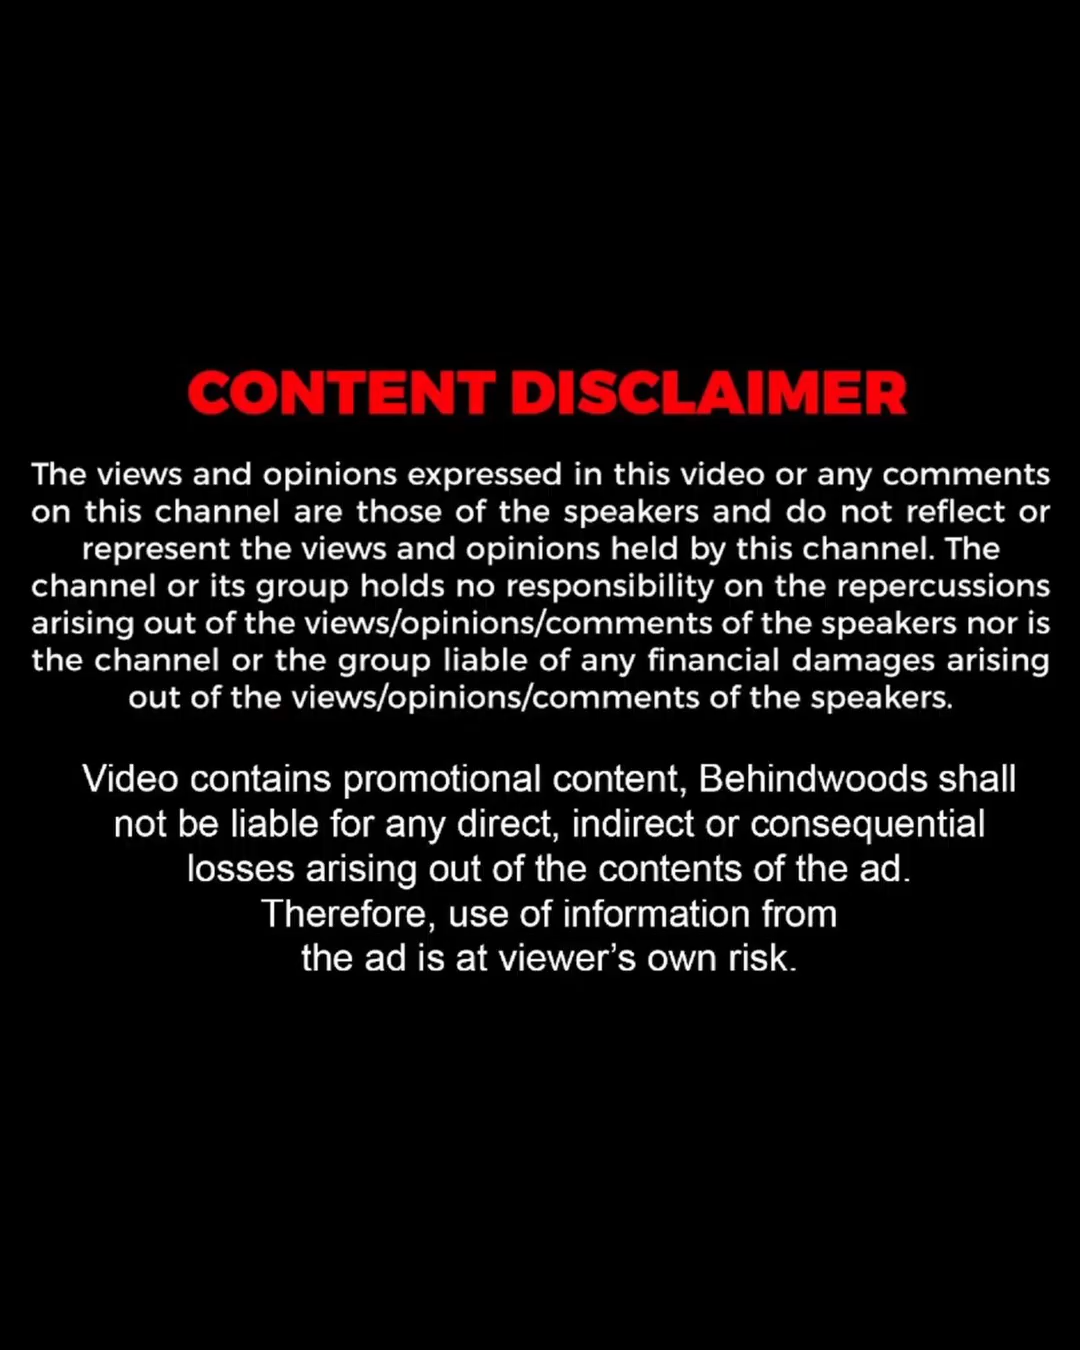 CONTENT DISCLAIMER
The views and opinions expressed in this video or any comments
on this channel are those of the speakers and do not reflect or
represent the views and opinions held by this channel. The
channel or its group holds no responsibility on the repercussions
arising out of the views/opinions/comments of the speakers nor is
the channel or the group liable of any financial damages arising
out of the views/opinions/comments of the speakers.
Video contains promotional content, Behindwoods shall
not be liable for any direct, indirect or consequential
losses arising out of the contents of the ad.
Therefore, use of information from
the ad is at viewer’s own risk.